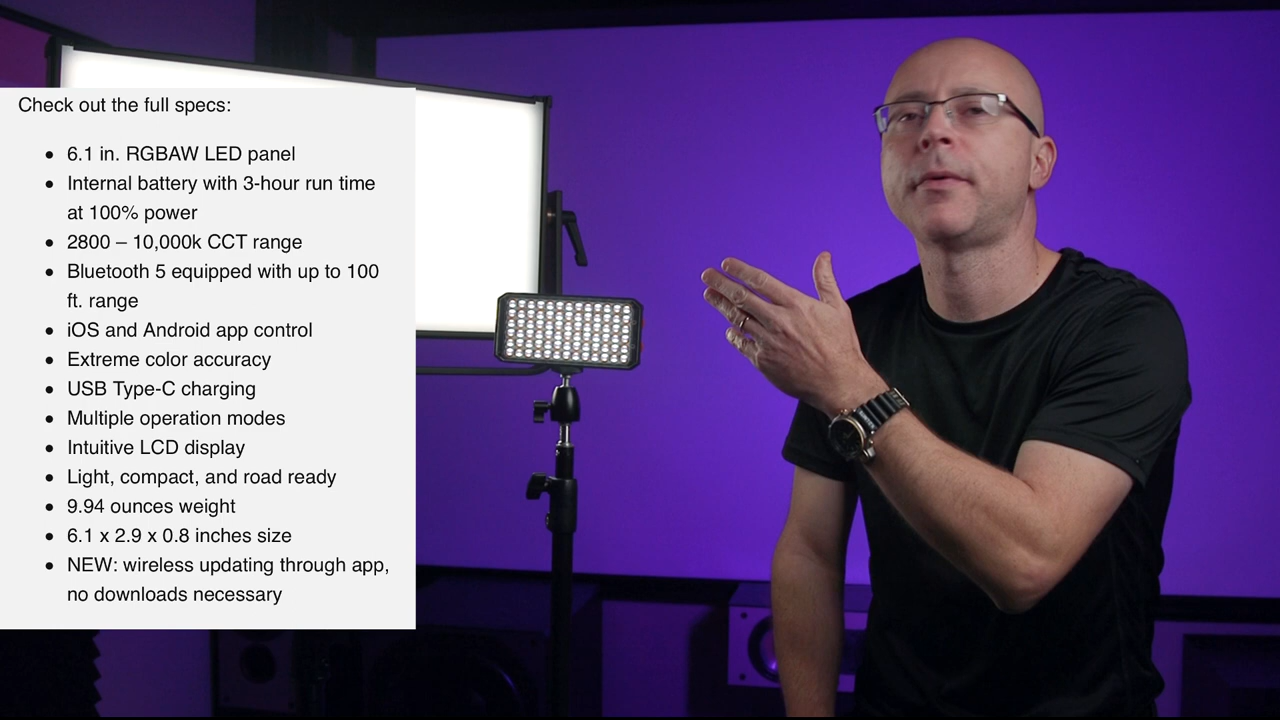 Check out the full specs:
• 6.1 in. RGBAW LED panel
• Internal battery with 3-hour run time
at 100% power
• 2800 – 10,000k CCT range
• Bluetooth 5 equipped with up to 100
ft. range
• iOS and Android app control
• Extreme color accuracy
• USB Type-C charging
• Multiple operation modes
• Intuitive LCD display
• Light, compact, and road ready
• 9.94 ounces weight
• 6.1 x 2.9 x 0.8 inches size
• NEW: wireless updating through app,
no downloads necessary